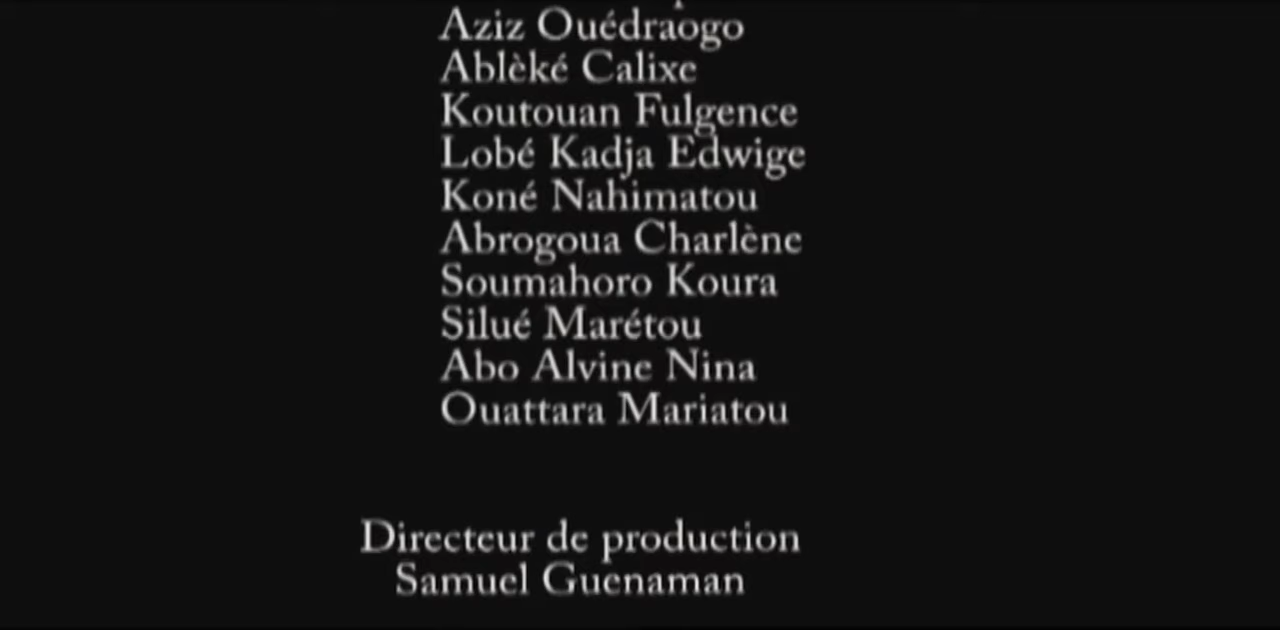 Aziz Ouédraogo
Ablèké Calixe
Koutouan Fulgence
Lobé Kadja Edwige
Koné Nahimatou
Abrogoua Charlène
Soumahoro Koura
Silué Marétou
Abo Alvine Nina
Ouattara Mariatou
Directeur de production
Samuel Guenaman